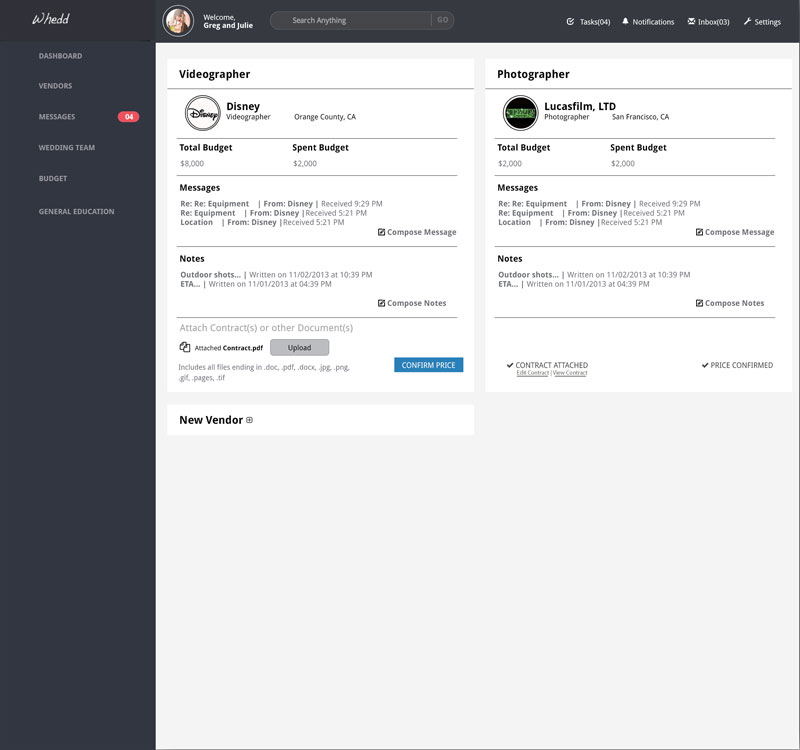 Whedd
Welcome,
Greg and Julie
Search Anything
GO
Tasks(04)
Notifications
Inbox(03)
Settings
DASHBOARD
VENDORS
MESSAGES
04
WEDDING TEAM
BUDGET
GENERAL EDUCATION
Videographer
Disney
Disney
Videographer
Orange County, CA
Total Budget
Spent Budget
$8,000
$2,000
Messages
Re: Re: Equipment | From: Disney | Received 9:29 PM
Re: Equipment | From: Disney |Received 5:21 PM
Location | From: Disney |Received 5:21 PM
Compose Message
Notes
Outdoor shots... | Written on 11/02/2013 at 10:39 PM
ETA... | Written on 11/01/2013 at 04:39 PM
Compose Notes
Attach Contract(s) or other Document(s)
Attached Contract.pdf
Upload
Includes all files ending in .doc, .pdf, .docx, .jpg, .png,
.gif, .pages, .tif
CONFIRM PRICE
Photographer
Lucasfilm, LTD
Photographer
San Francisco, CA
Total Budget
Spent Budget
$2,000
$2,000
Messages
Re: Re: Equipment | From: Disney | Received 9:29 PM
Re: Equipment | From: Disney |Received 5:21 PM
Location | From: Disney |Received 5:21 PM
Compose Message
Notes
Outdoor shots... | Written on 11/02/2013 at 10:39 PM
ETA... | Written on 11/01/2013 at 04:39 PM
Compose Notes
CONTRACT ATTACHED
Edit Contract | View Contract
PRICE CONFIRMED
New Vendor